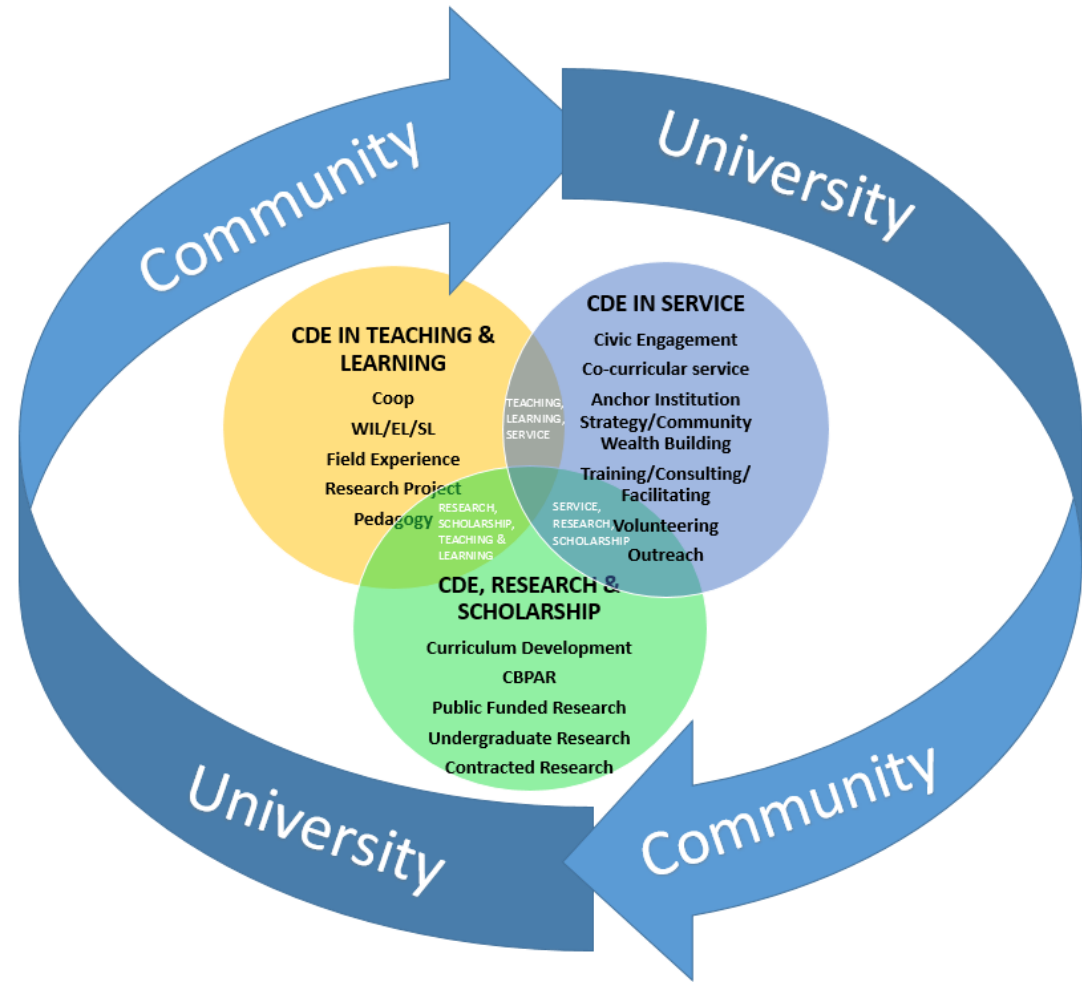 Community
University
CDE IN TEACHING &
LEARNING
Coop
WIL/EL/SL
Field Experience
Research Project
Pedagogy
CDE IN SERVICE
Civic Engagement
Co-curricular service
Anchor Institution
Strategy/Community
Wealth Building
Training/Consulting/
Facilitating
Volunteering
Outreach
TEACHING,
LEARNING,
SERVICE
RESEARCH,
SCHOLARSHIP,
TEACHING &
LEARNING
SERVICE,
RESEARCH,
SCHOLARSHIP
CDE, RESEARCH &
SCHOLARSHIP
Curriculum Development
CBPAR
Public Funded Research
Undergraduate Research
Contracted Research
University
Community